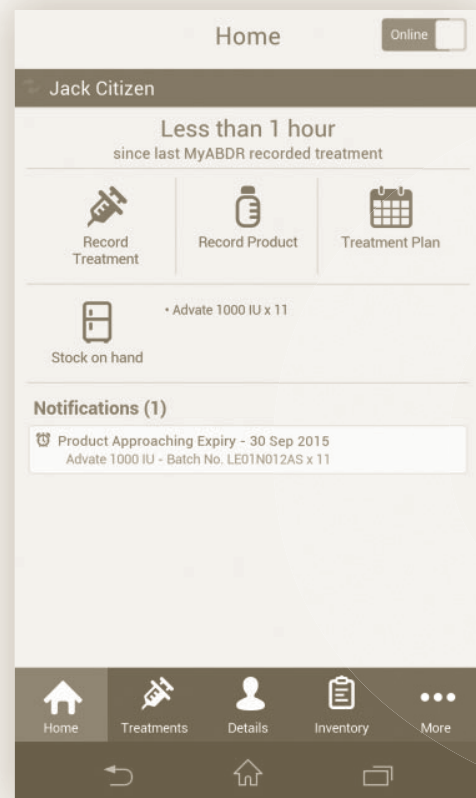 Home
Online
Jack Citizen
Less than 1 hour
since last MyABDR recorded treatment
Record
Treatment
Record Product
Treatment Plan
Stock on hand
• Advate 1000 IU x 11
Notifications (1)
Product Approaching Expiry - 30 Sep 2015
Advate 1000 IU - Batch No. LE01N012AS x 11
Home
Treatments
Details
Inventory
More